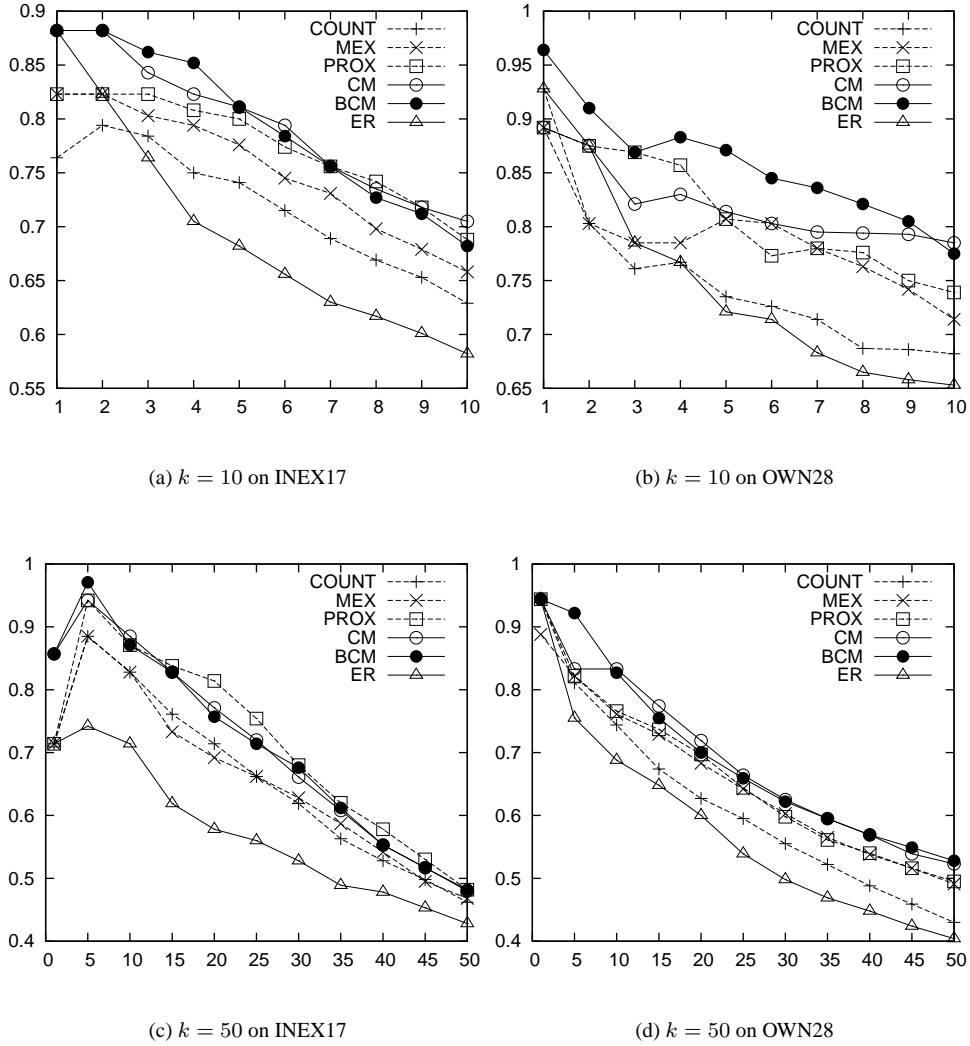 0.9
0.85
0.8
0.75
0.7
0.65
0.6
0.55
1 2 3 4 5 6 7 8 9 10
COUNT
MEX
PROX
CM
BCM
ER
(a) k = 10 on INEX17
1
0.95
0.9
0.85
0.8
0.75
0.7
0.65
1 2 3 4 5 6 7 8 9 10
COUNT
MEX
PROX
CM
BCM
ER
(b) k = 10 on OWN28
1
0.9
0.8
0.7
0.6
0.5
0.4
0 5 10 15 20 25 30 35 40 45 50
COUNT
MEX
PROX
CM
BCM
ER
(c) k = 50 on INEX17
1
0.9
0.8
0.7
0.6
0.5
0.4
0 5 10 15 20 25 30 35 40 45 50
COUNT
MEX
PROX
CM
BCM
ER
(d) k = 50 on OWN28